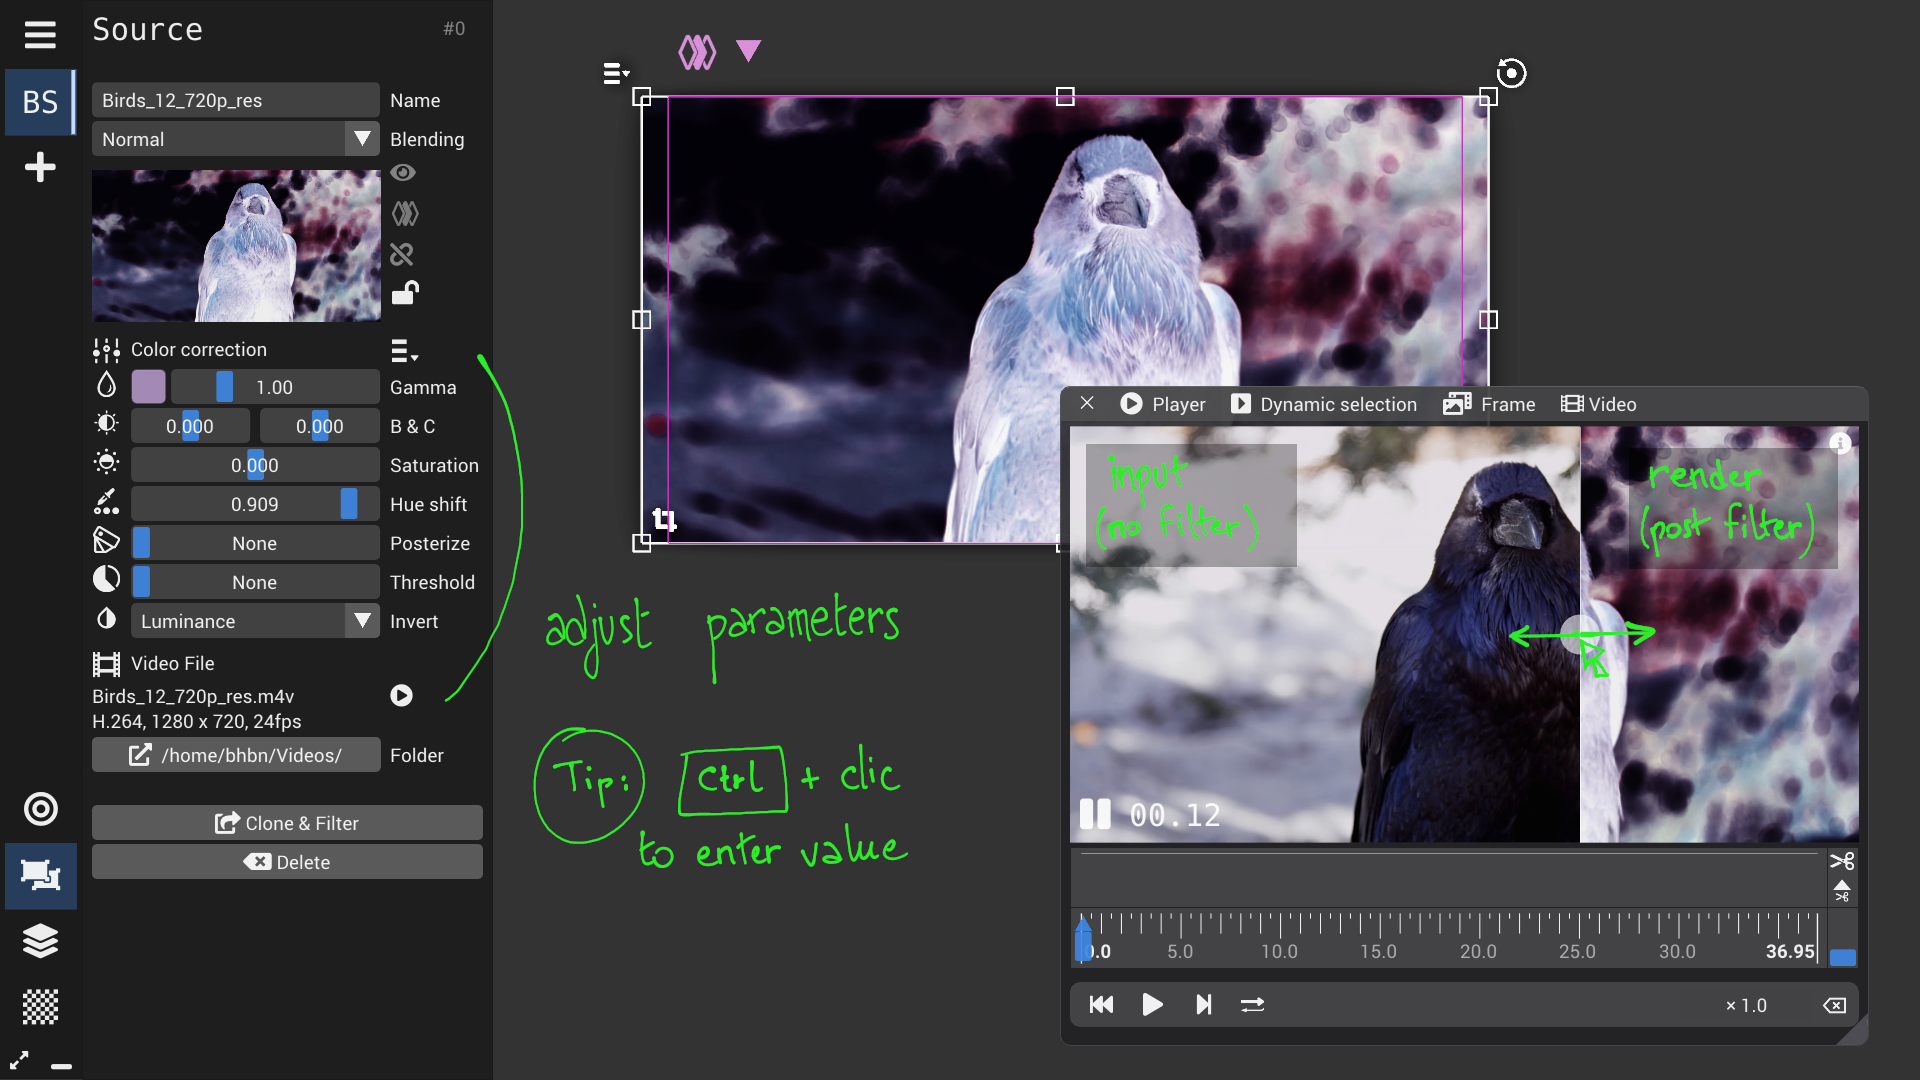 Source
#0
BS
Birds_12_720p_res
Name
Normal
Blending
Color correction
1.00
Gamma
0.000
0.000
B & C
0.000
Saturation
0.909
Hue shift
None
Posterize
None
Threshold
Luminance
Invert
Video File
Birds_12_720p_res.m4v
H.264, 1280 x 720, 24fps
/home/bhbn/Videos/
Folder
Clone & Filter
Delete
adjust parameters
Tip: Ctrl + clic
to enter value
Player
Dynamic selection
Frame
Video
input
(no filter)
render
(post filter)
00.12
0.0
5.0
10.0
15.0
20.0
25.0
30.0
36.95
× 1.0